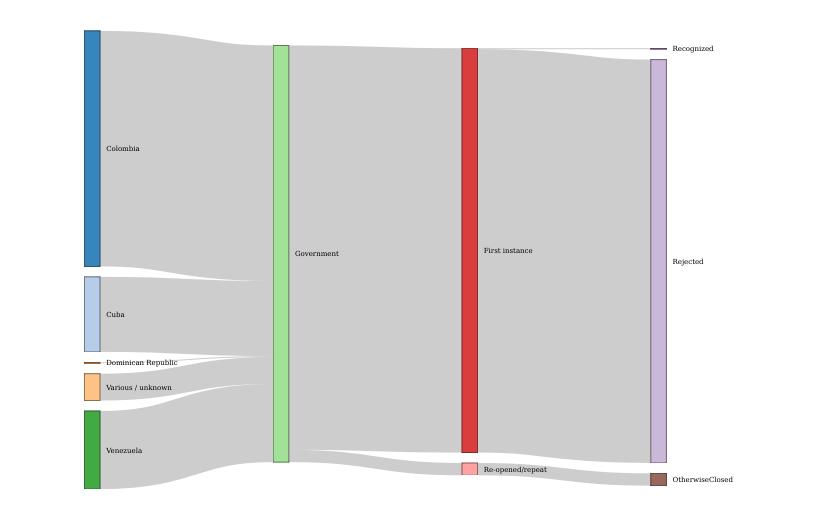 Colombia
Cuba
Dominican Republic
Various / unknown
Venezuela
Government
First instance
Re-opened/repeat
Recognized
Rejected
OtherwiseClosed